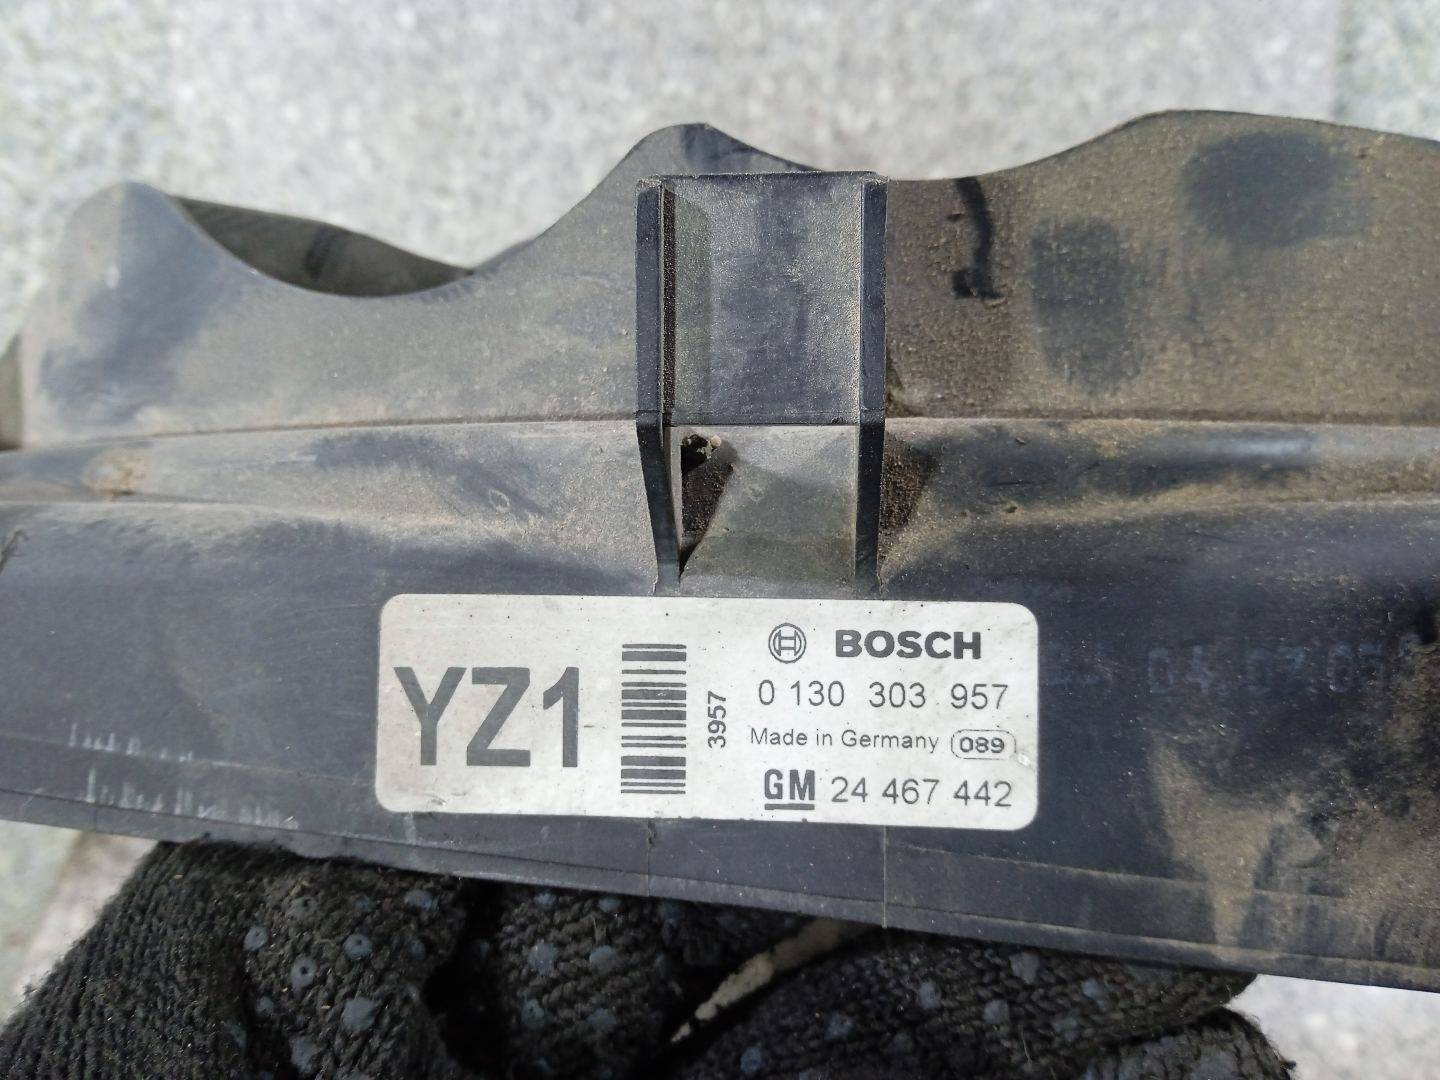 YZ1
3957
BOSCH
0 130 303 957
Made in Germany 089
GM 24 467 442